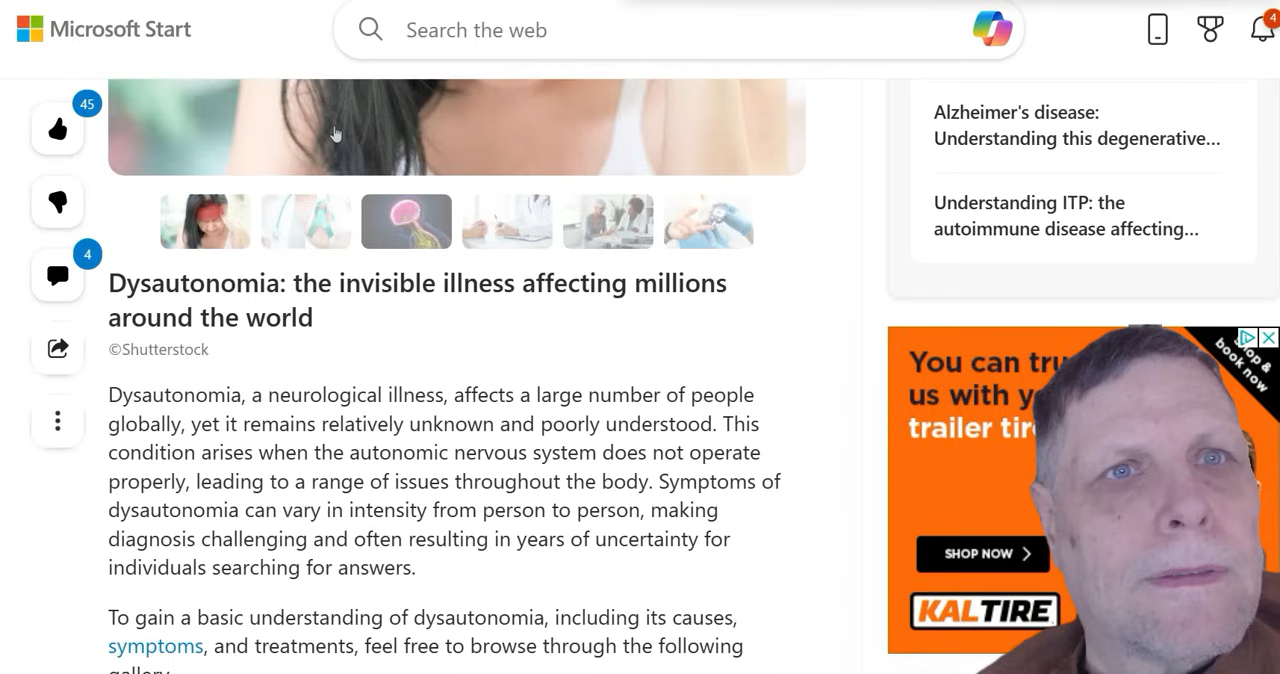 Microsoft Start
Search the web
4
45
4
Dysautonomia: the invisible illness affecting millions
around the world
©Shutterstock
Dysautonomia, a neurological illness, affects a large number of people
globally, yet it remains relatively unknown and poorly understood. This
condition arises when the autonomic nervous system does not operate
properly, leading to a range of issues throughout the body. Symptoms of
dysautonomia can vary in intensity from person to person, making
diagnosis challenging and often resulting in years of uncertainty for
individuals searching for answers.
To gain a basic understanding of dysautonomia, including its causes,
symptoms, and treatments, feel free to browse through the following
gallery.
Alzheimer's disease:
Understanding this degenerative...
Understanding ITP: the
autoimmune disease affecting...
You can
us with
trailer
&
book now
SHOP NOW
KALTIRE